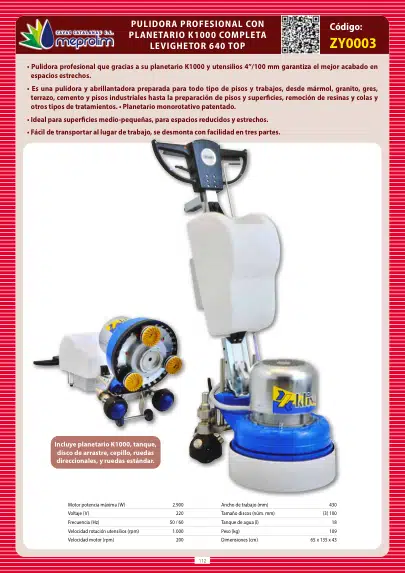 CATAS CATALANAS S.L.
meprolim
PULIDORA PROFESIONAL CON
PLANETARIO K1000 COMPLETA
LEVIGHETOR 640 TOP
Código:
ZY0003
• Pulidora profesional que gracias a su planetario K1000 y utensilios 4"/100 mm garantiza el mejor acabado en
espacios estrechos.
• Es una pulidora y abrillantadora preparada para todo tipo de pisos y trabajos, desde mármol, granito, gres,
terrazo, cemento y pisos industriales hasta la preparación de pisos y superficies, remoción de resinas y colas y
otros tipos de tratamientos. • Planetario monorotativo patentado.
• Ideal para superficies medio-pequeñas, para espacios reducidos y estrechos.
• Fácil de transportar al lugar de trabajo, se desmonta con facilidad en tres partes.
Incluye planetario K1000, tanque,
disco de arrastre, cepillo, ruedas
direccionales, y ruedas estándar.
Motor potencia máxima (W) 2.900
Voltaje (V) 220
Frecuencia (Hz) 50 / 60
Velocidad rotación utensilios (rpm) 1.000
Velocidad motor (rpm) 200
Ancho de trabajo (mm) 430
Tamaño discos (núm. mm) (3) 100
Tanque de agua (l) 18
Peso (kg) 109
Dimensiones (cm) 65 x 135 x 43
112